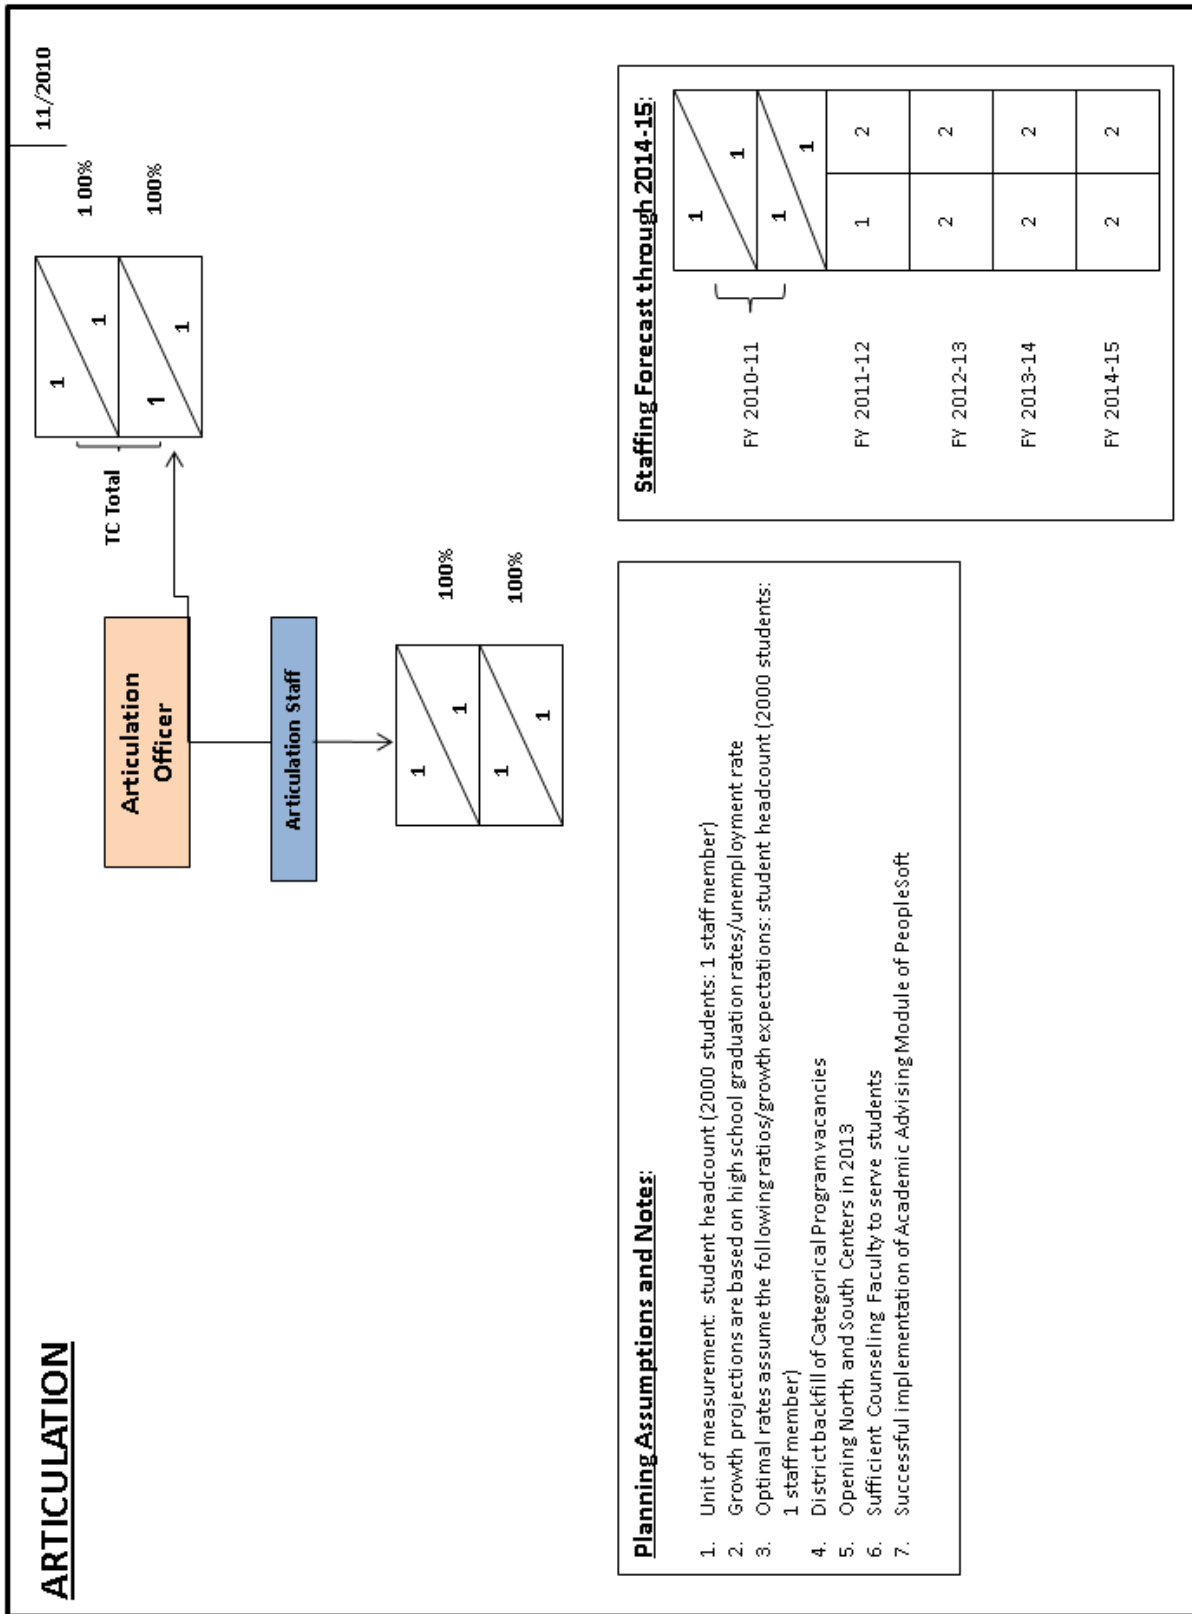 ARTICULATION
11/2010
Articulation
Officer
TC Total
1
1
100%
1
1
100%
Articulation Staff
1
1
100%
1
1
100%
Planning Assumptions and Notes:
1. Unit of measurement: student headcount (2000 students: 1 staff member)
2. Growth projections are based on high school graduation rates/unemployment rate
3. Optimal rates assume the following ratios/growth expectations: student headcount (2000 students:
1 staff member)
4. District backfill of Categorical Program vacancies
5. Opening North and South Centers in 2013
6. Sufficient Counseling Faculty to serve students
7. Successful implementation of Academic Advising Module of PeopleSoft
Staffing Forecast through 2014-15:
FY 2010-11
1
1
1
1
FY 2011-12 1 2
FY 2012-13 2 2
FY 2013-14 2 2
FY 2014-15 2 2